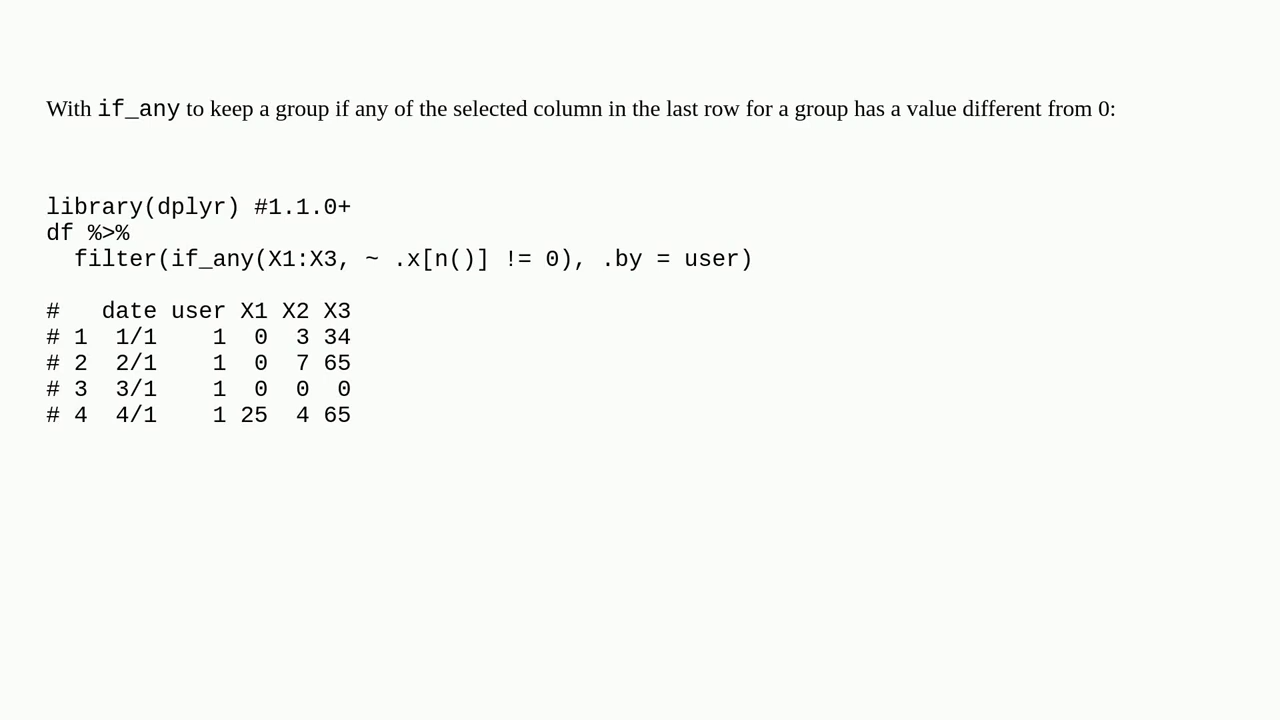 With if_any to keep a group if any of the selected column in the last row for a group has a value different from 0:
library(dplyr) #1.1.0+
df %>%
  filter(if_any(X1:X3, ~ .x[n()] != 0), .by = user)
#   date user X1 X2 X3
# 1  1/1    1  0  3 34
# 2  2/1    1  0  7 65
# 3  3/1    1  0  0  0
# 4  4/1    1 25  4 65